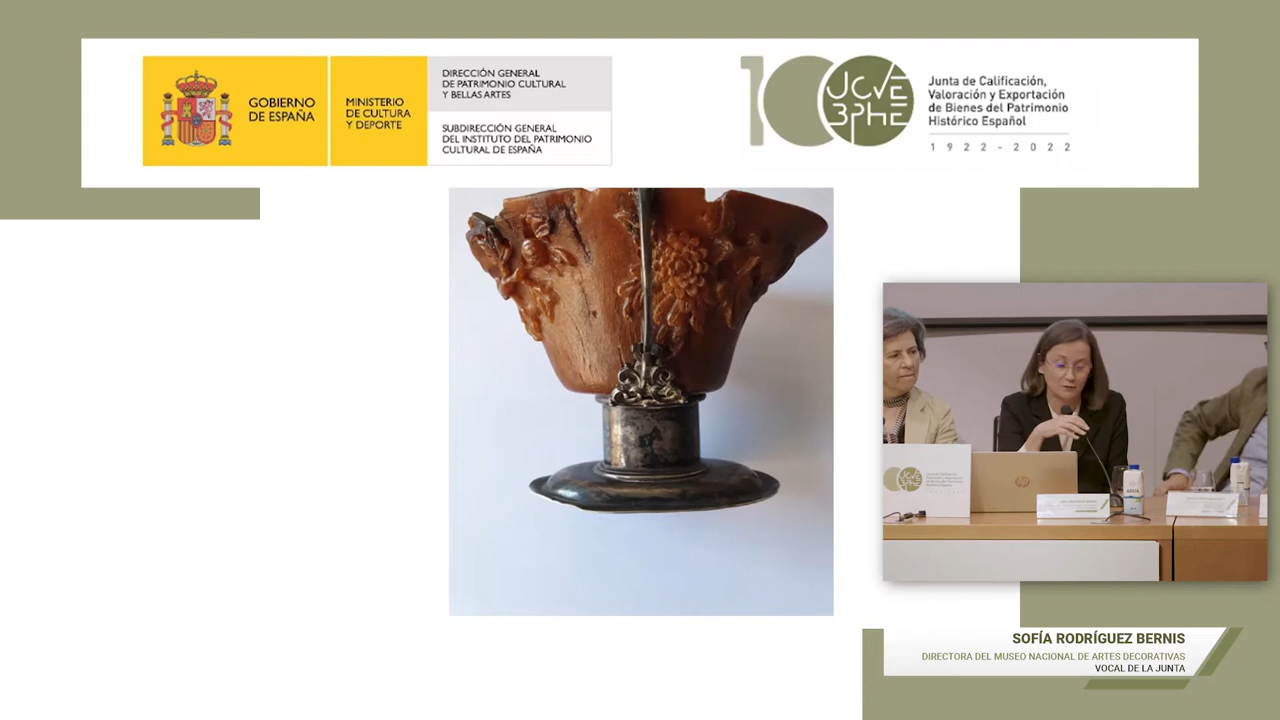 GOBIERNO
DE ESPAÑA
MINISTERIO
DE CULTURA
Y DEPORTE
DIRECCIÓN GENERAL
DE PATRIMONIO CULTURAL
Y BELLAS ARTES
SUBDIRECCIÓN GENERAL
DEL INSTITUTO DEL PATRIMONIO
CULTURAL DE ESPAÑA
100
JCVE
BPHE
Junta de Calificación,
Valoración y Exportación
de Bienes del Patrimonio
Histórico Español
1922-2022
hp
SOFÍA RODRÍGUEZ BERNIS
DIRECTORA DEL MUSEO NACIONAL DE ARTES DECORATIVAS
VOCAL DE LA JUNTA